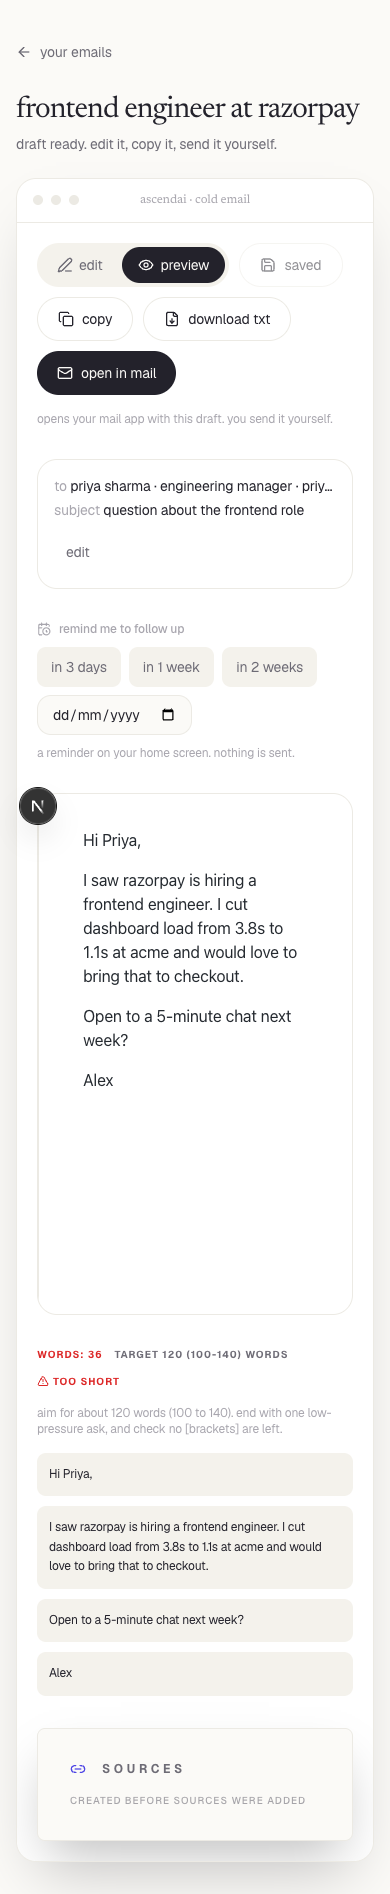 your emails
frontend engineer at razorpay
draft ready. edit it, copy it, send it yourself.
ascendai · cold email
edit preview saved
copy download txt
open in mail
opens your mail app with this draft. you send it yourself.
to priya sharma · engineering manager · priy...
subject question about the frontend role
edit
remind me to follow up
in 3 days in 1 week in 2 weeks
dd/mm/yyyy
a reminder on your home screen. nothing is sent.
N
Hi Priya,
I saw razorpay is hiring a
frontend engineer. I cut
dashboard load from 3.8s to
1.1s at acme and would love to
bring that to checkout.
Open to a 5-minute chat next
week?
Alex
WORDS: 36 TARGET 120 (100-140) WORDS
TOO SHORT
aim for about 120 words (100 to 140). end with one low-
pressure ask, and check no [brackets] are left.
Hi Priya,
I saw razorpay is hiring a frontend engineer. I cut
dashboard load from 3.8s to 1.1s at acme and would
love to bring that to checkout.
Open to a 5-minute chat next week?
Alex
SOURCES
CREATED BEFORE SOURCES WERE ADDED